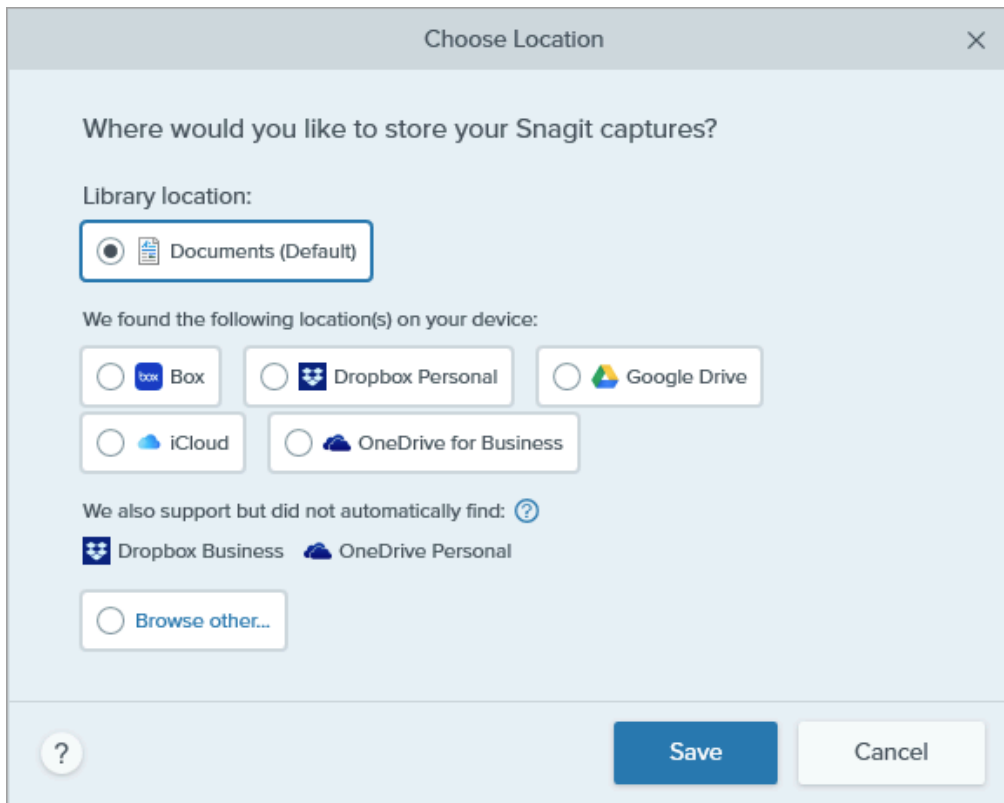 Choose Location
Where would you like to store your Snagit captures?
Library location:
Documents (Default)
We found the following location(s) on your device:
box Box Dropbox Personal Google Drive
iCloud OneDrive for Business
We also support but did not automatically find: ?
Dropbox Business OneDrive Personal
Browse other...
? Save Cancel